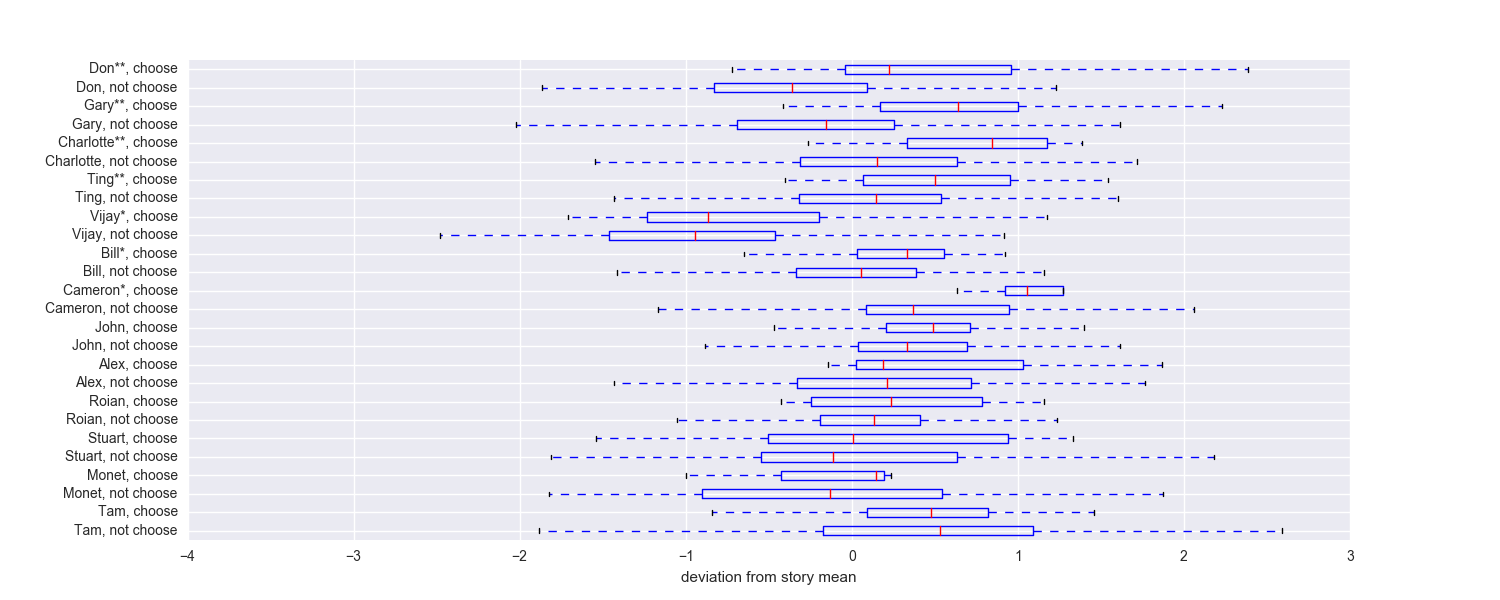 Don**, choose
Don, not choose
Gary**, choose
Gary, not choose
Charlotte**, choose
Charlotte, not choose
Ting**, choose
Ting, not choose
Vijay*, choose
Vijay, not choose
Bill*, choose
Bill, not choose
Cameron*, choose
Cameron, not choose
John, choose
John, not choose
Alex, choose
Alex, not choose
Roian, choose
Roian, not choose
Stuart, choose
Stuart, not choose
Monet, choose
Monet, not choose
Tam, choose
Tam, not choose
−4 −3 −2 −1 0 1 2 3
deviation from story mean